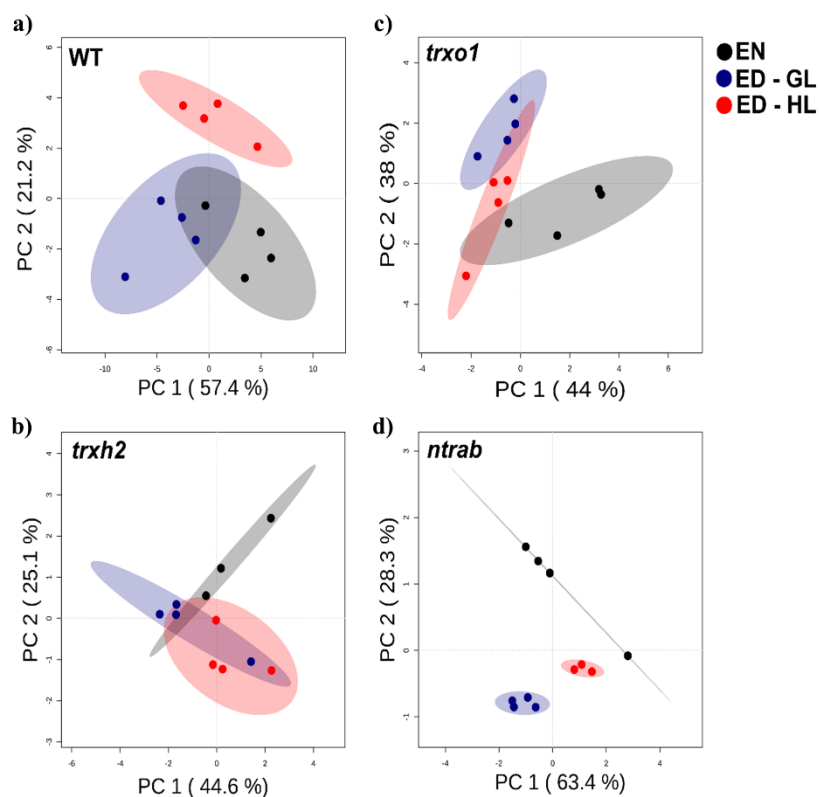 a)
WT
6
4
2
0
-2
-4
-6
PC 2 ( 21.2 %)
-10
-5
0
5
10
PC 1 ( 57.4 %)
c)
trxo1
4
2
0
-2
-4
PC 2 ( 38 %)
-4
-2
0
2
4
6
PC 1 ( 44 %)
EN
ED - GL
ED - HL
b)
trxh2
4
3
2
1
0
-1
-2
-3
PC 2 ( 25.1 %)
-6
-4
-2
0
2
4
PC 1 ( 44.6 %)
d)
ntrab
3
2
1
0
-1
PC 2 ( 28.3 %)
-4
-2
0
2
4
PC 1 ( 63.4 %)